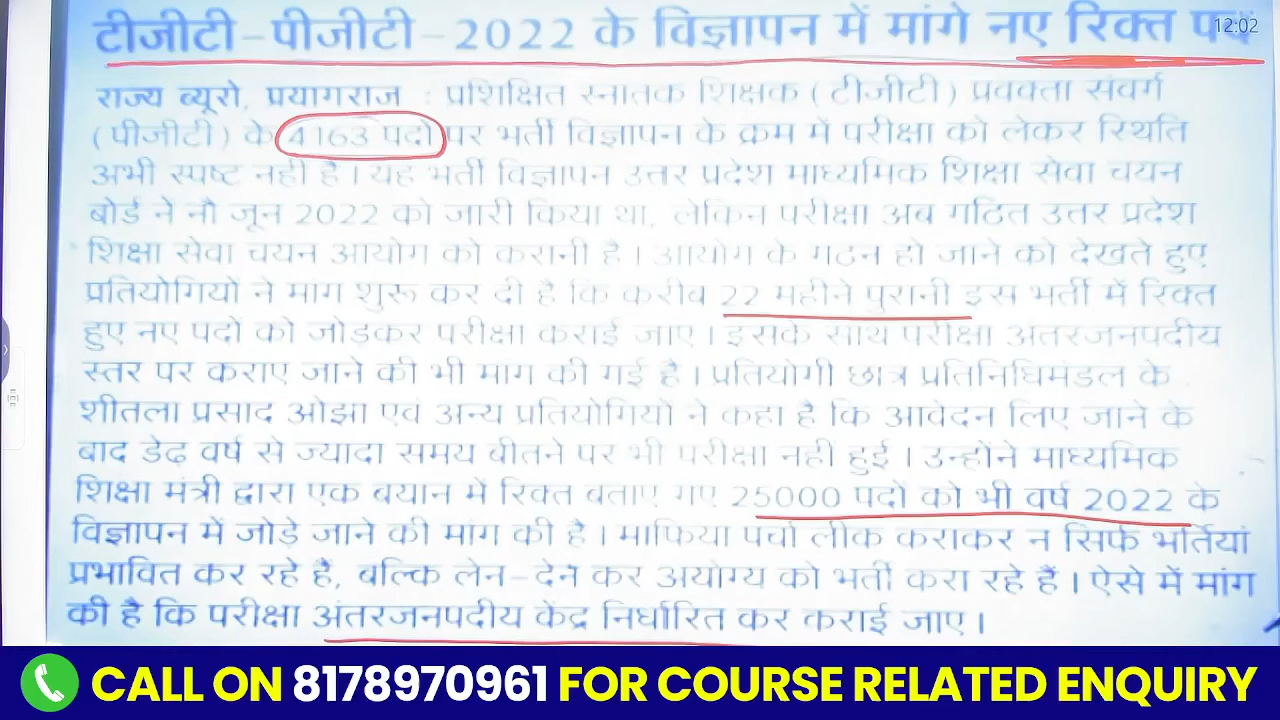 टीजीटी-पीजीटी-2022 के विज्ञापन में मांगे नए रिक्त पद
12:02
राज्य ब्यूरो, प्रयागराज : प्रशिक्षित स्नातक शिक्षक (टीजीटी) प्रवक्ता संवर्ग
(पीजीटी) के 4163 पदों पर भर्ती विज्ञापन के क्रम में परीक्षा को लेकर स्थिति
अभी स्पष्ट नहीं है। यह भर्ती विज्ञापन उत्तर प्रदेश माध्यमिक शिक्षा सेवा चयन
बोर्ड ने नौ जून 2022 को जारी किया था, लेकिन परीक्षा अब गठित उत्तर प्रदेश
शिक्षा सेवा चयन आयोग को करानी है। आयोग के गठन हो जाने को देखते हुए
प्रतियोगियों ने मांग शुरू कर दी है कि करीब 22 महीने पुरानी इस भर्ती में रिक्त
हुए नए पदों को जोड़कर परीक्षा कराई जाए। इसके साथ परीक्षा अंतरजनपदीय
स्तर पर कराए जाने की भी मांग की गई है। प्रतियोगी छात्र प्रतिनिधिमंडल के
शीतला प्रसाद ओझा एवं अन्य प्रतियोगियों ने कहा है कि आवेदन लिए जाने के
बाद डेढ़ वर्ष से ज्यादा समय बीतने पर भी परीक्षा नहीं हुई। उन्होंने माध्यमिक
शिक्षा मंत्री द्वारा एक बयान में रिक्त बताए गए 25000 पदों को भी वर्ष 2022 के
विज्ञापन में जोड़े जाने की मांग की है। माफिया पर्चा लीक कराकर न सिर्फ भर्तियां
प्रभावित कर रहे हैं, बल्कि लेन-देन कर अयोग्य को भर्ती करा रहे हैं। ऐसे में मांग
की है कि परीक्षा अंतरजनपदीय केंद्र निर्धारित कर कराई जाए।
CALL ON 8178970961 FOR COURSE RELATED ENQUIRY